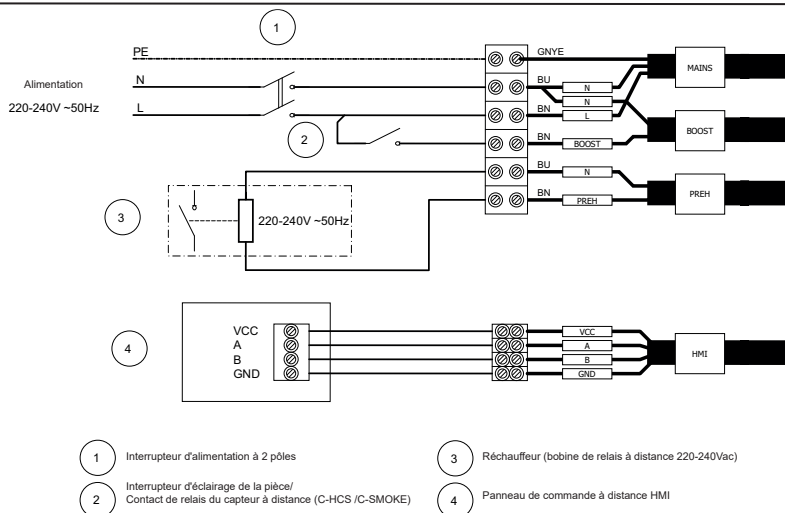 1
PE
GNYE
MAINS
Alimentation
N
BU
N
220-240V ~50Hz
N
L
BN
L
2
BN
BOOST
BOOST
BU
N
3
220-240V ~50Hz
BN
PREH
PREH
4
VCC
VCC
A
A
B
B
GND
GND
HMI
1
Interrupteur d'alimentation à 2 pôles
3
Réchauffeur (bobine de relais à distance 220-240Vac)
2
Interrupteur d'éclairage de la pièce/
Contact de relais du capteur à distance (C-HCS /C-SMOKE)
4
Panneau de commande à distance HMI